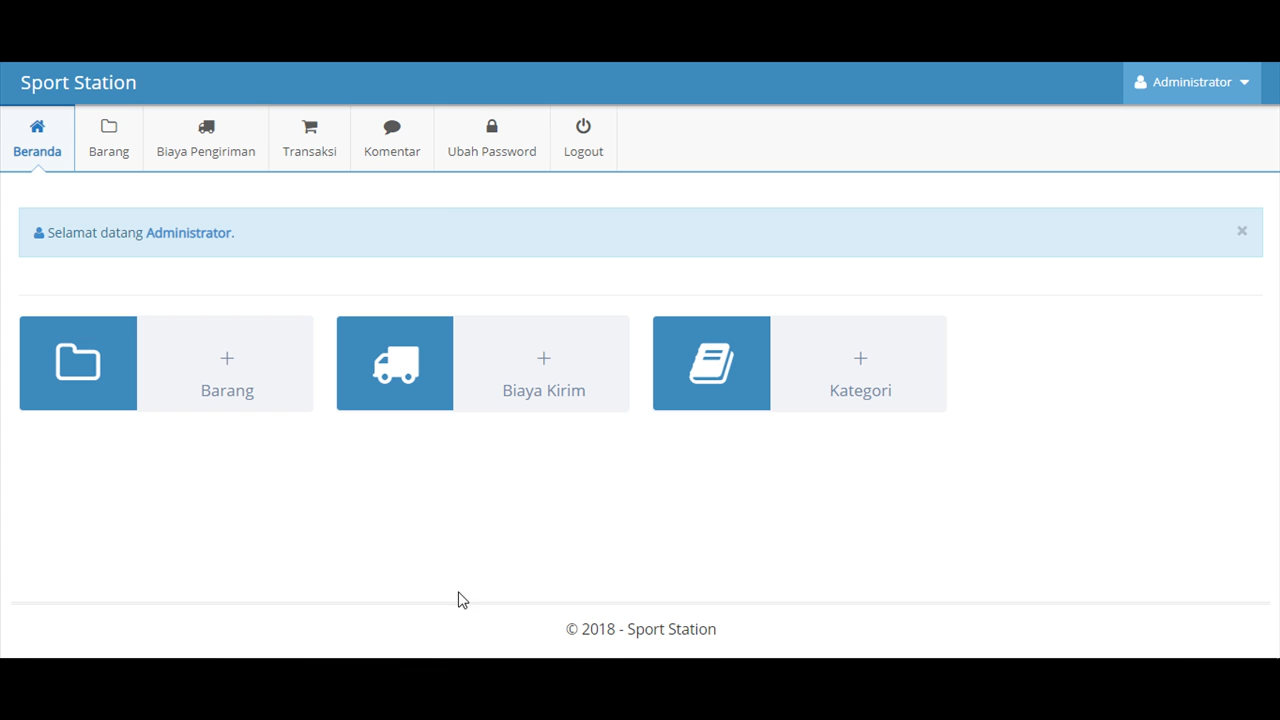 Sport Station
Administrator
Beranda
Barang
Biaya Pengiriman
Transaksi
Komentar
Ubah Password
Logout
Selamat datang Administrator.
×
+
Barang
+
Biaya Kirim
+
Kategori
© 2018 - Sport Station